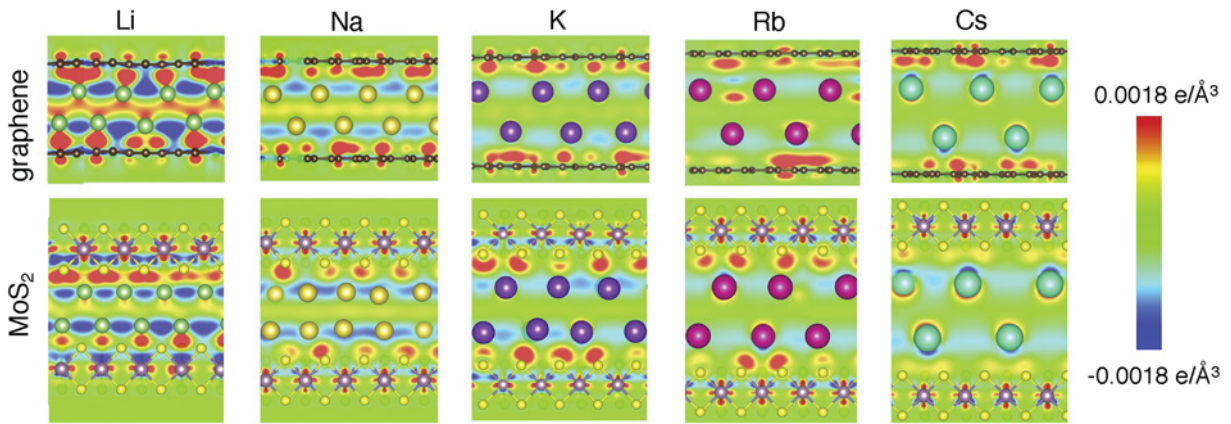 Li Na K Rb Cs
graphene
0.0018 e/Å³
MoS₂
-0.0018 e/Å³